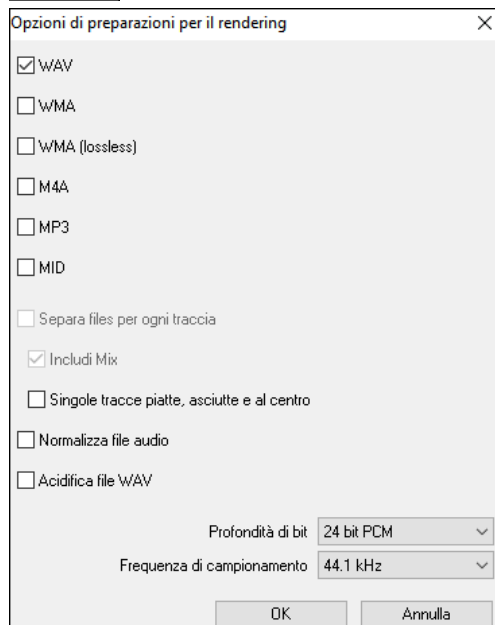 Opzioni di preparazioni per il rendering
WAV
WMA
WMA (lossless)
M4A
MP3
MID
Separa files per ogni traccia
Includi Mix
Singole tracce piatte, asciutte e al centro
Normalizza file audio
Acidifica file WAV
Profondità di bit 24 bit PCM
Frequenza di campionamento 44.1 kHz
OK Annulla